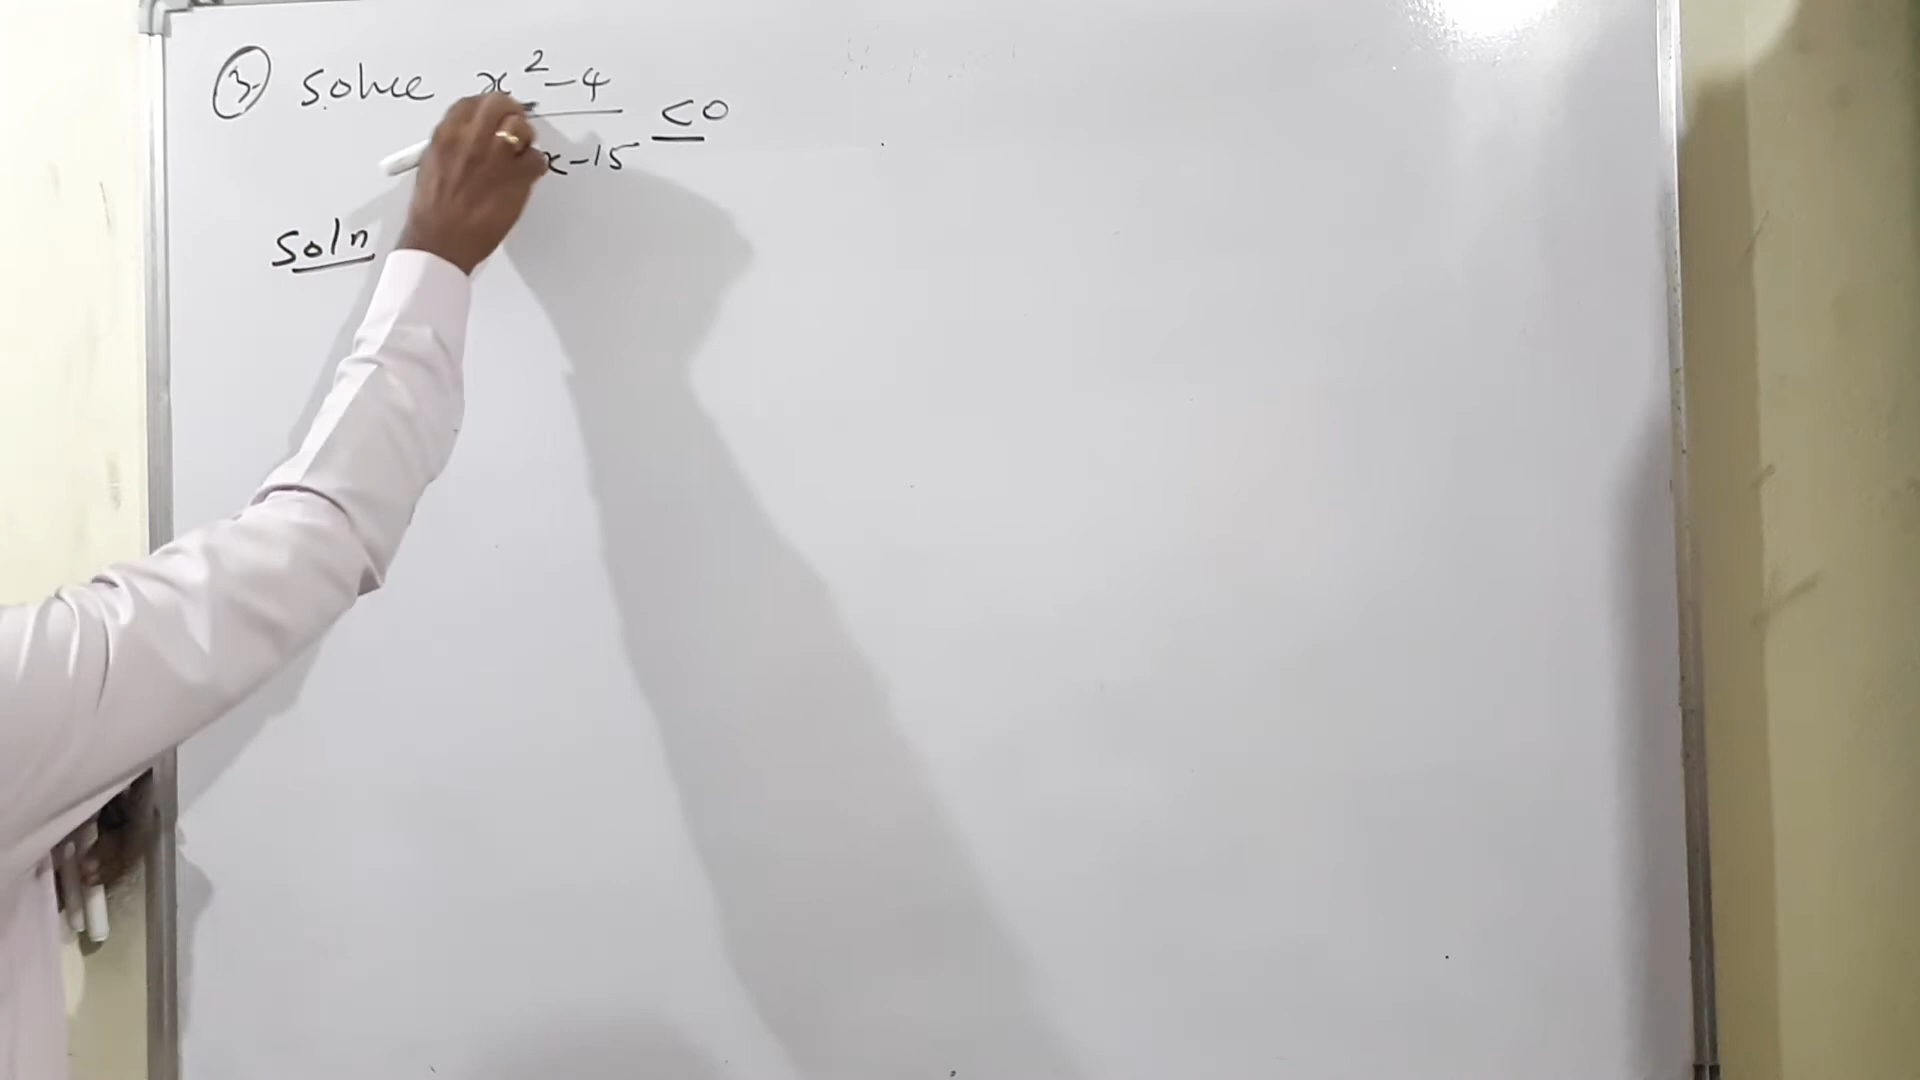 ③ Solve x² - 4
≤ 0
x - 15
Soln